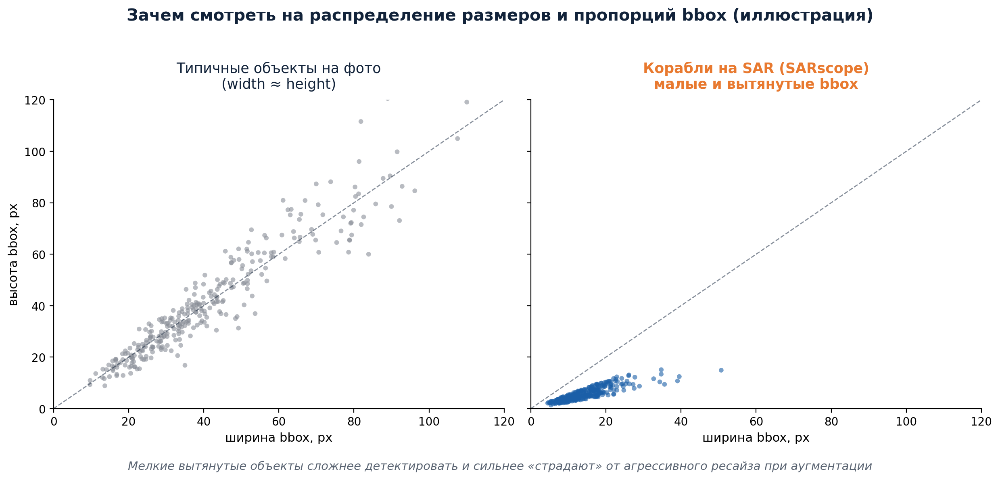 Зачем смотреть на распределение размеров и пропорций bbox (иллюстрация)
Типичные объекты на фото
(width ≈ height)
120
100
80
60
40
20
0
высота bbox, px
0 20 40 60 80 100 120
ширина bbox, px
Корабли на SAR (SARscope)
малые и вытянутые bbox
0 20 40 60 80 100 120
ширина bbox, px
Мелкие вытянутые объекты сложнее детектировать и сильнее «страдают» от агрессивного ресайза при аугментации